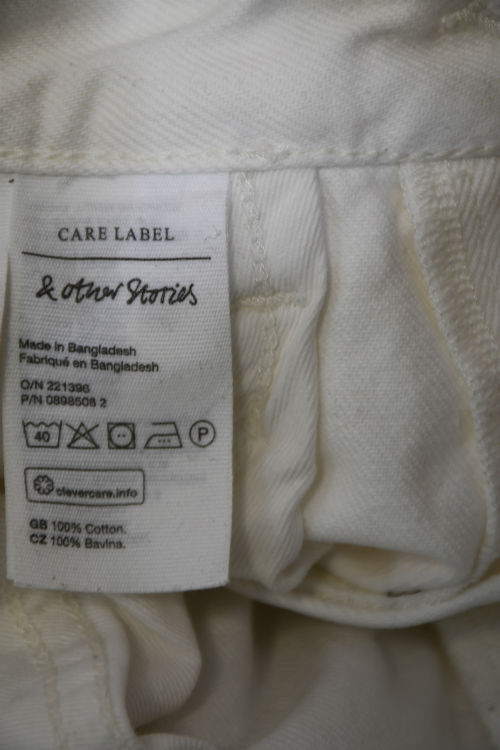 CARE LABEL
& other Stories
Made in Bangladesh
Fabriqué en Bangladesh
O/N 221396
P/N 0898508 2
40 P
clevercare.info
GB 100% Cotton.
CZ 100% Bavlna.